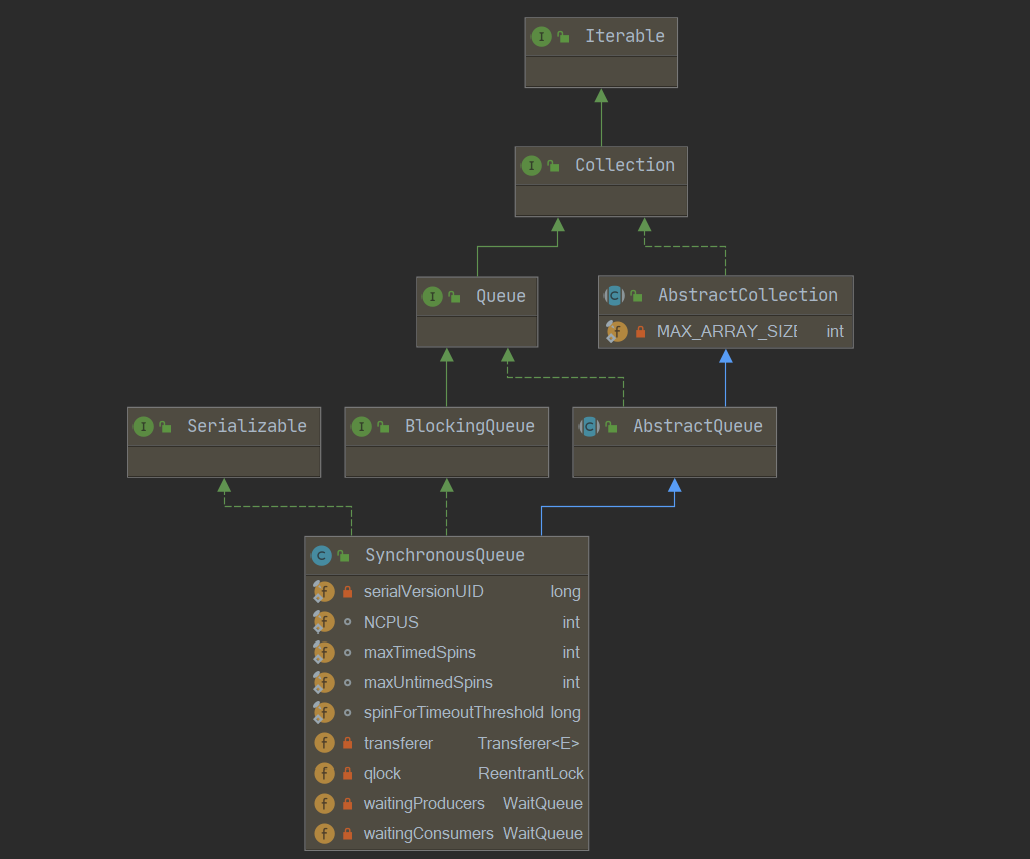 Iterable
Collection
Queue
AbstractCollection
MAX_ARRAY_SIZE int
Serializable
BlockingQueue
AbstractQueue
SynchronousQueue
serialVersionUID long
NCPUS int
maxTimedSpins int
maxUntimedSpins int
spinForTimeoutThreshold long
transferer Transferer<E>
qlock ReentrantLock
waitingProducers WaitQueue
waitingConsumers WaitQueue